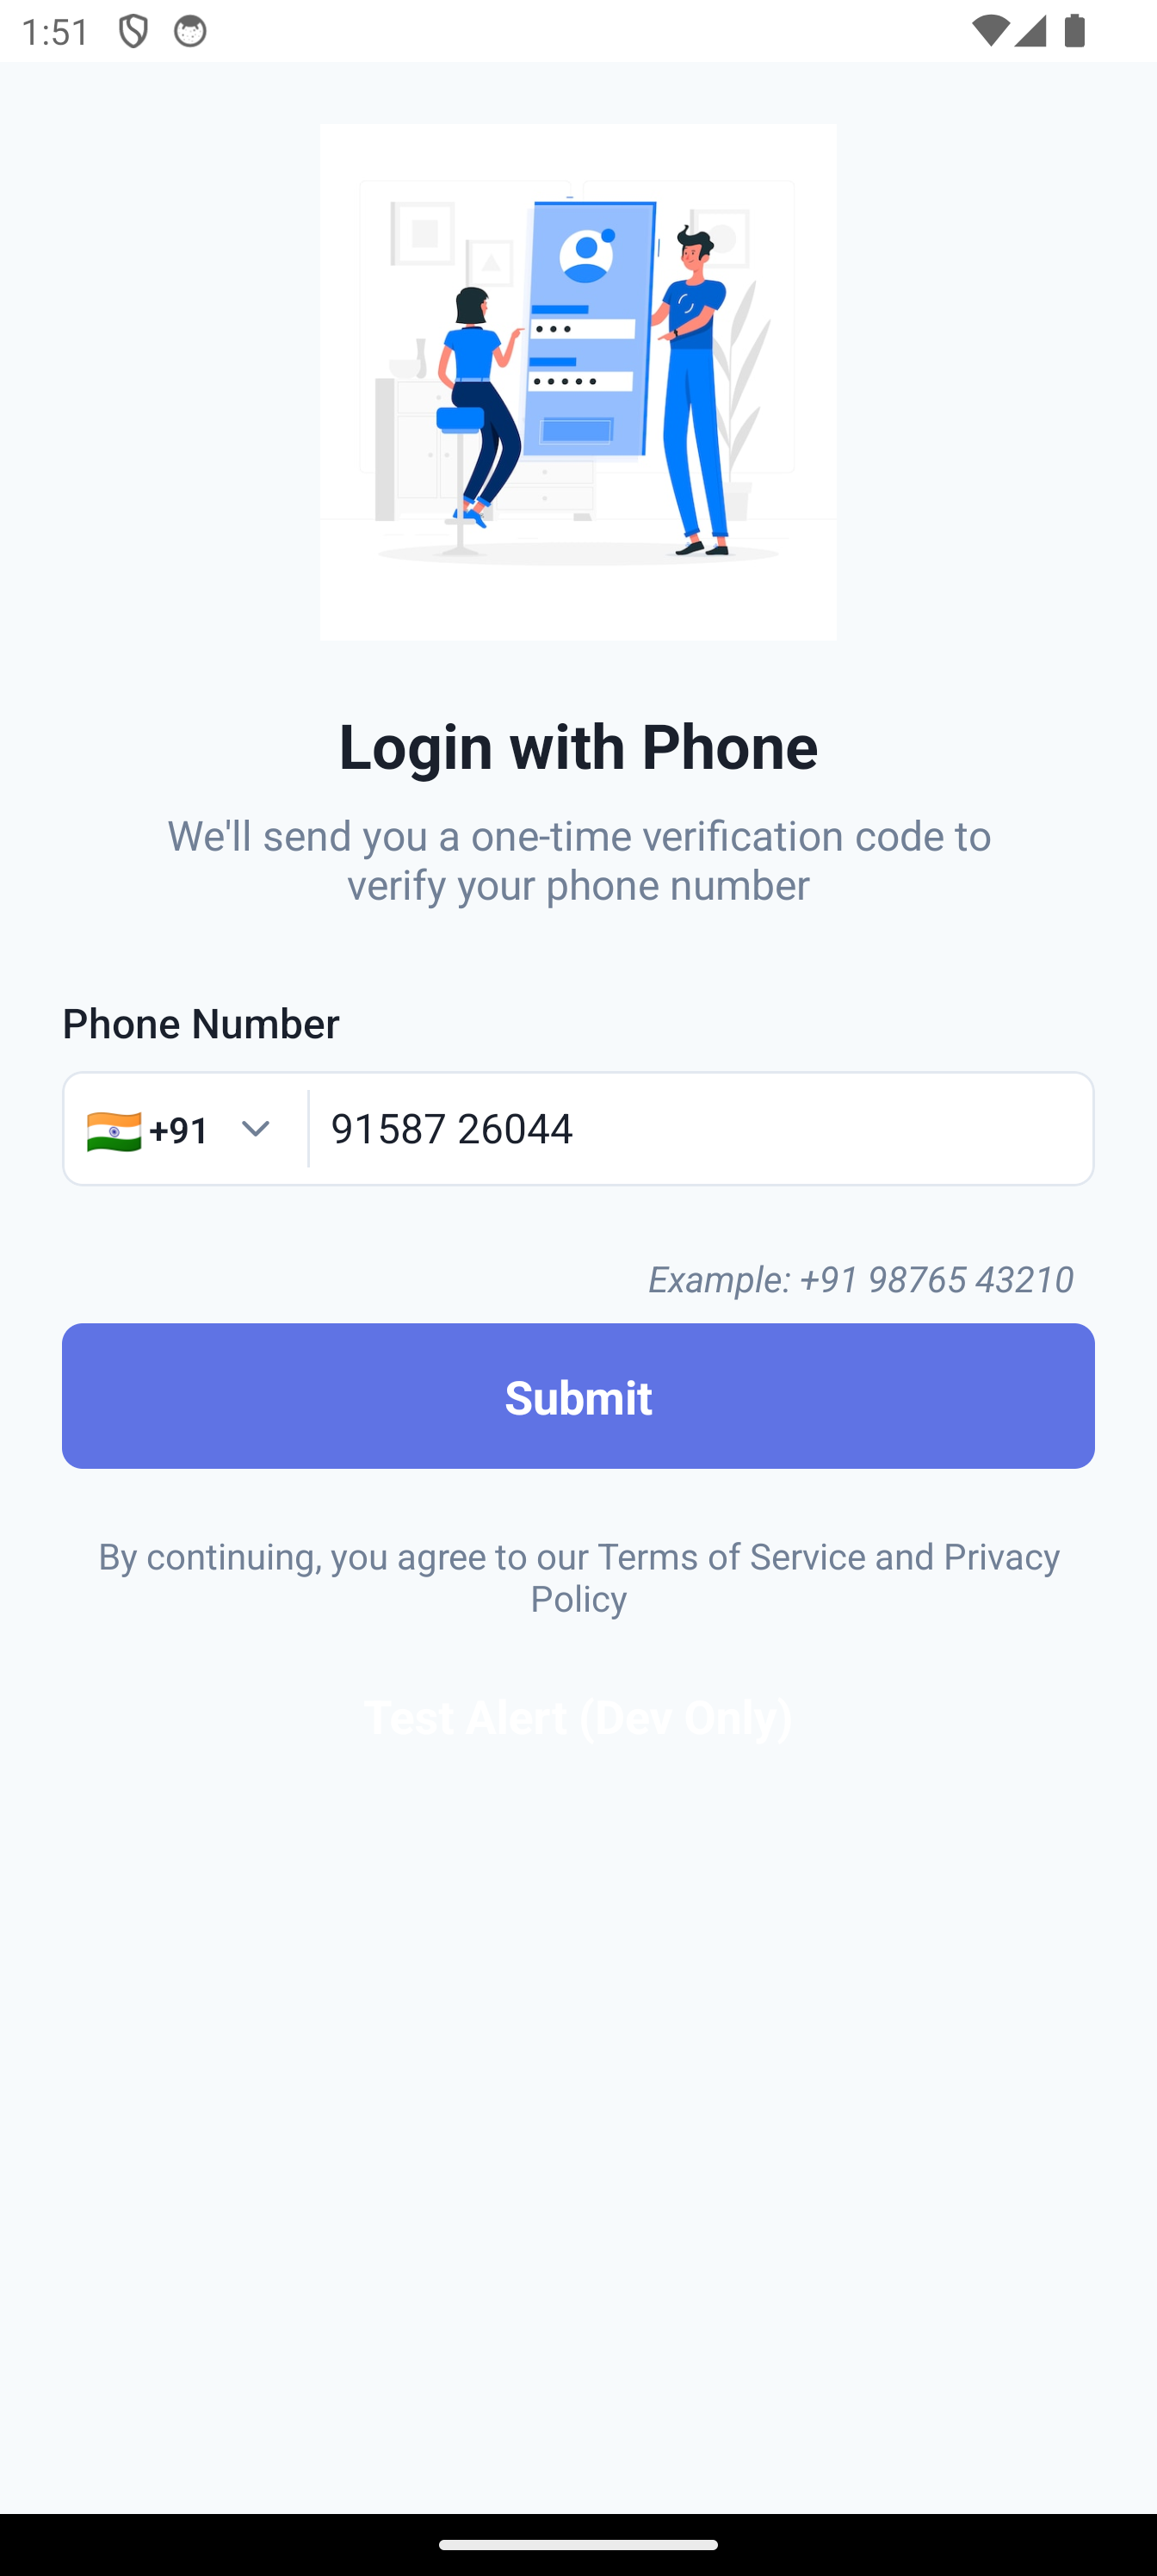 1:51
Login with Phone
We'll send you a one-time verification code to
verify your phone number
Phone Number
+91
91587 26044
Example: +91 98765 43210
Submit
By continuing, you agree to our Terms of Service and Privacy
Policy
Test Alert (Dev Only)